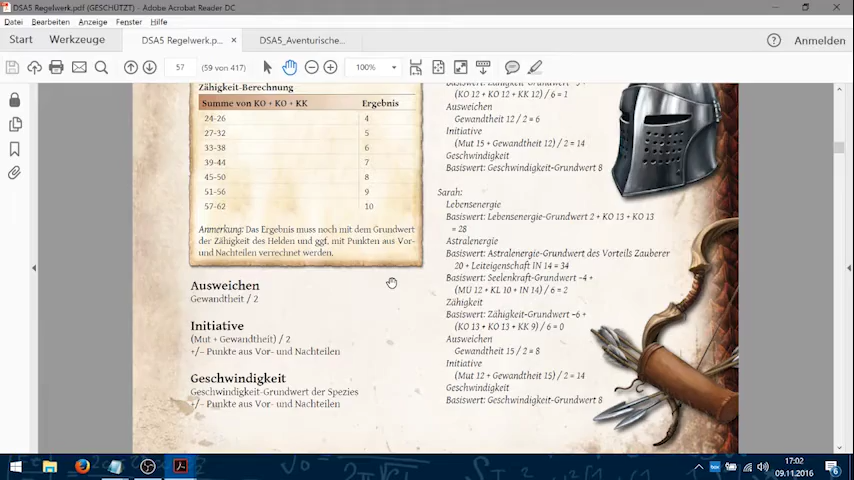 DSA5 Regelwerk.pdf (GESCHÜTZT) - Adobe Acrobat Reader DC
Datei Bearbeiten Anzeige Fenster Hilfe
Start Werkzeuge DSA5 Regelwerk.p... × DSA5_Aventurische... Anmelden
57 (59 von 417) 100%
Zähigkeit-Berechnung
Summe von KO + KO + KK Ergebnis
24-26 4
27-32 5
33-38 6
39-44 7
45-50 8
51-56 9
57-62 10
Anmerkung: Das Ergebnis muss noch mit dem Grundwert
der Zähigkeit des Helden und ggf. mit Punkten aus Vor-
und Nachteilen verrechnet werden.
Ausweichen
Gewandtheit / 2
Initiative
(Mut + Gewandtheit) / 2
+/– Punkte aus Vor- und Nachteilen
Geschwindigkeit
Geschwindigkeit-Grundwert der Spezies
+/– Punkte aus Vor- und Nachteilen
(KO 12 + KO 12 + KK 12) / 6 = 1
Ausweichen
Gewandtheit 12 / 2 = 6
Initiative
(Mut 15 + Gewandtheit 12) / 2 = 14
Geschwindigkeit
Basiswert: Geschwindigkeit-Grundwert 8
Sarah:
Lebensenergie
Basiswert: Lebensenergie-Grundwert 2 + KO 13 + KO 13
= 28
Astralenergie
Basiswert: Astralenergie-Grundwert des Vorteils Zauberer
20 + Leiteigenschaft IN 14 = 34
Basiswert: Seelenkraft-Grundwert –4 +
(MU 12 + KL 10 + IN 14) / 6 = 2
Zähigkeit
Basiswert: Zähigkeit-Grundwert –6 +
(KO 13 + KO 13 + KK 9) / 6 = 0
Ausweichen
Gewandtheit 15 / 2 = 8
Initiative
(Mut 12 + Gewandtheit 15) / 2 = 14
Geschwindigkeit
Basiswert: Geschwindigkeit-Grundwert 8
17:02
09.11.2016